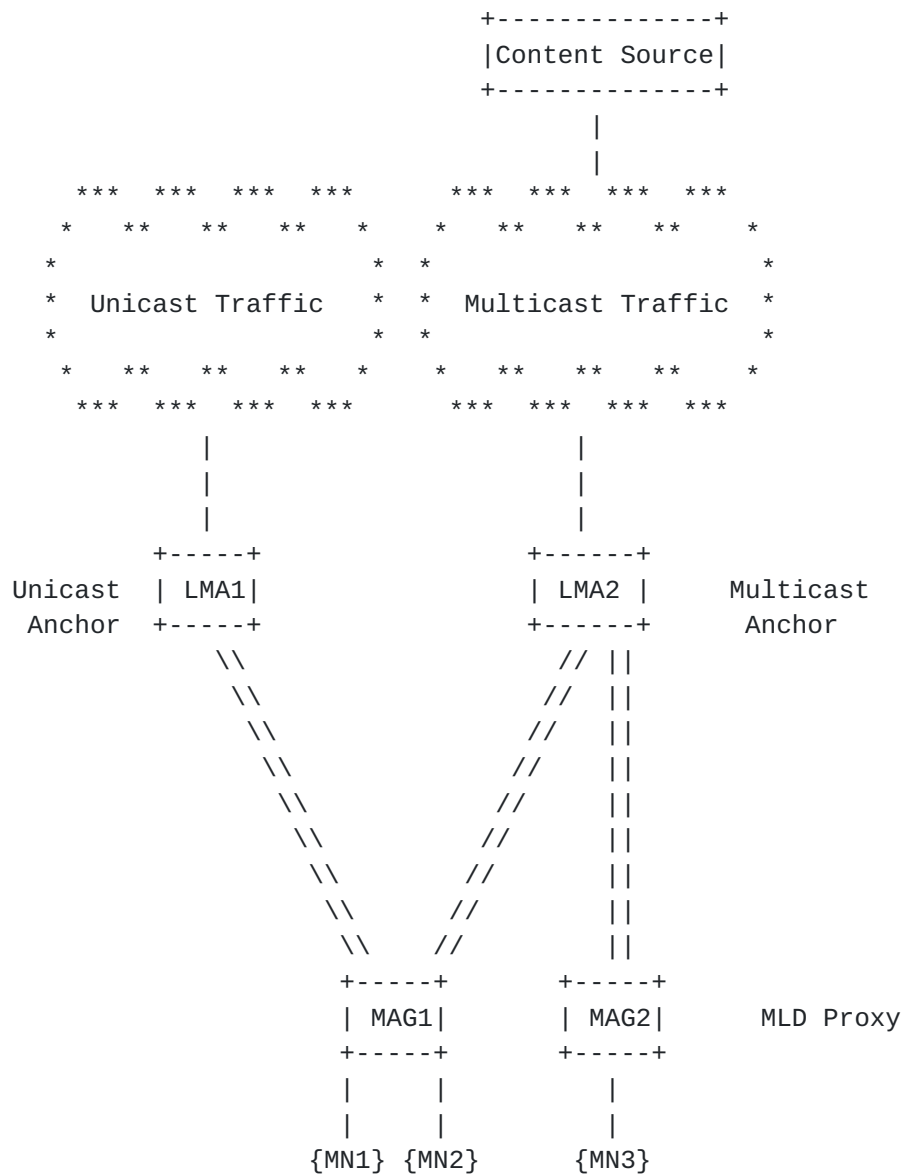 Content Source
Unicast Traffic Multicast Traffic
Unicast LMA1 LMA2 Multicast
Anchor Anchor
MAG1 MAG2 MLD Proxy
{MN1} {MN2} {MN3}